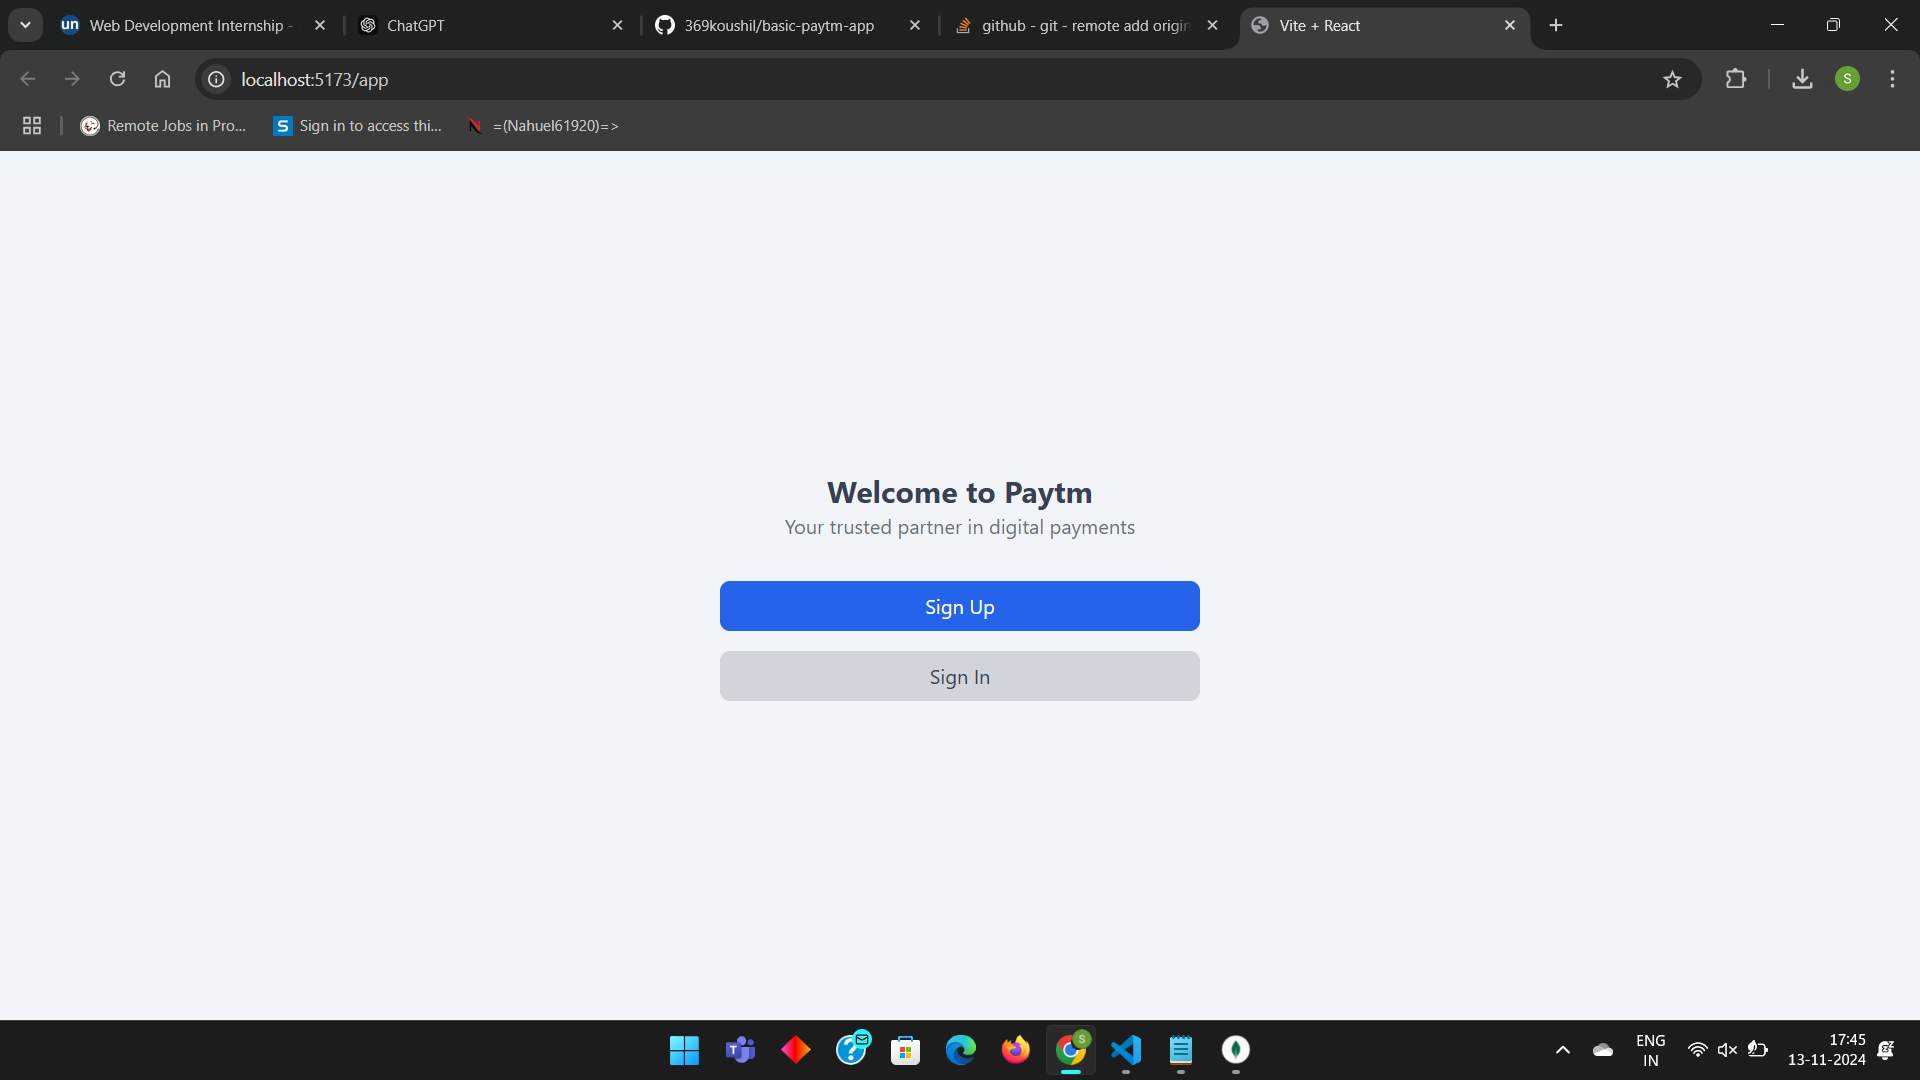 un Web Development Internship -
ChatGPT
369koushil/basic-paytm-app
github - git - remote add origin
Vite + React
localhost:5173/app
S
Remote Jobs in Pro...
S Sign in to access thi...
N =(Nahuel61920)=>
Welcome to Paytm
Your trusted partner in digital payments
Sign Up
Sign In
T
?
S
ENG
IN
17:45
13-11-2024